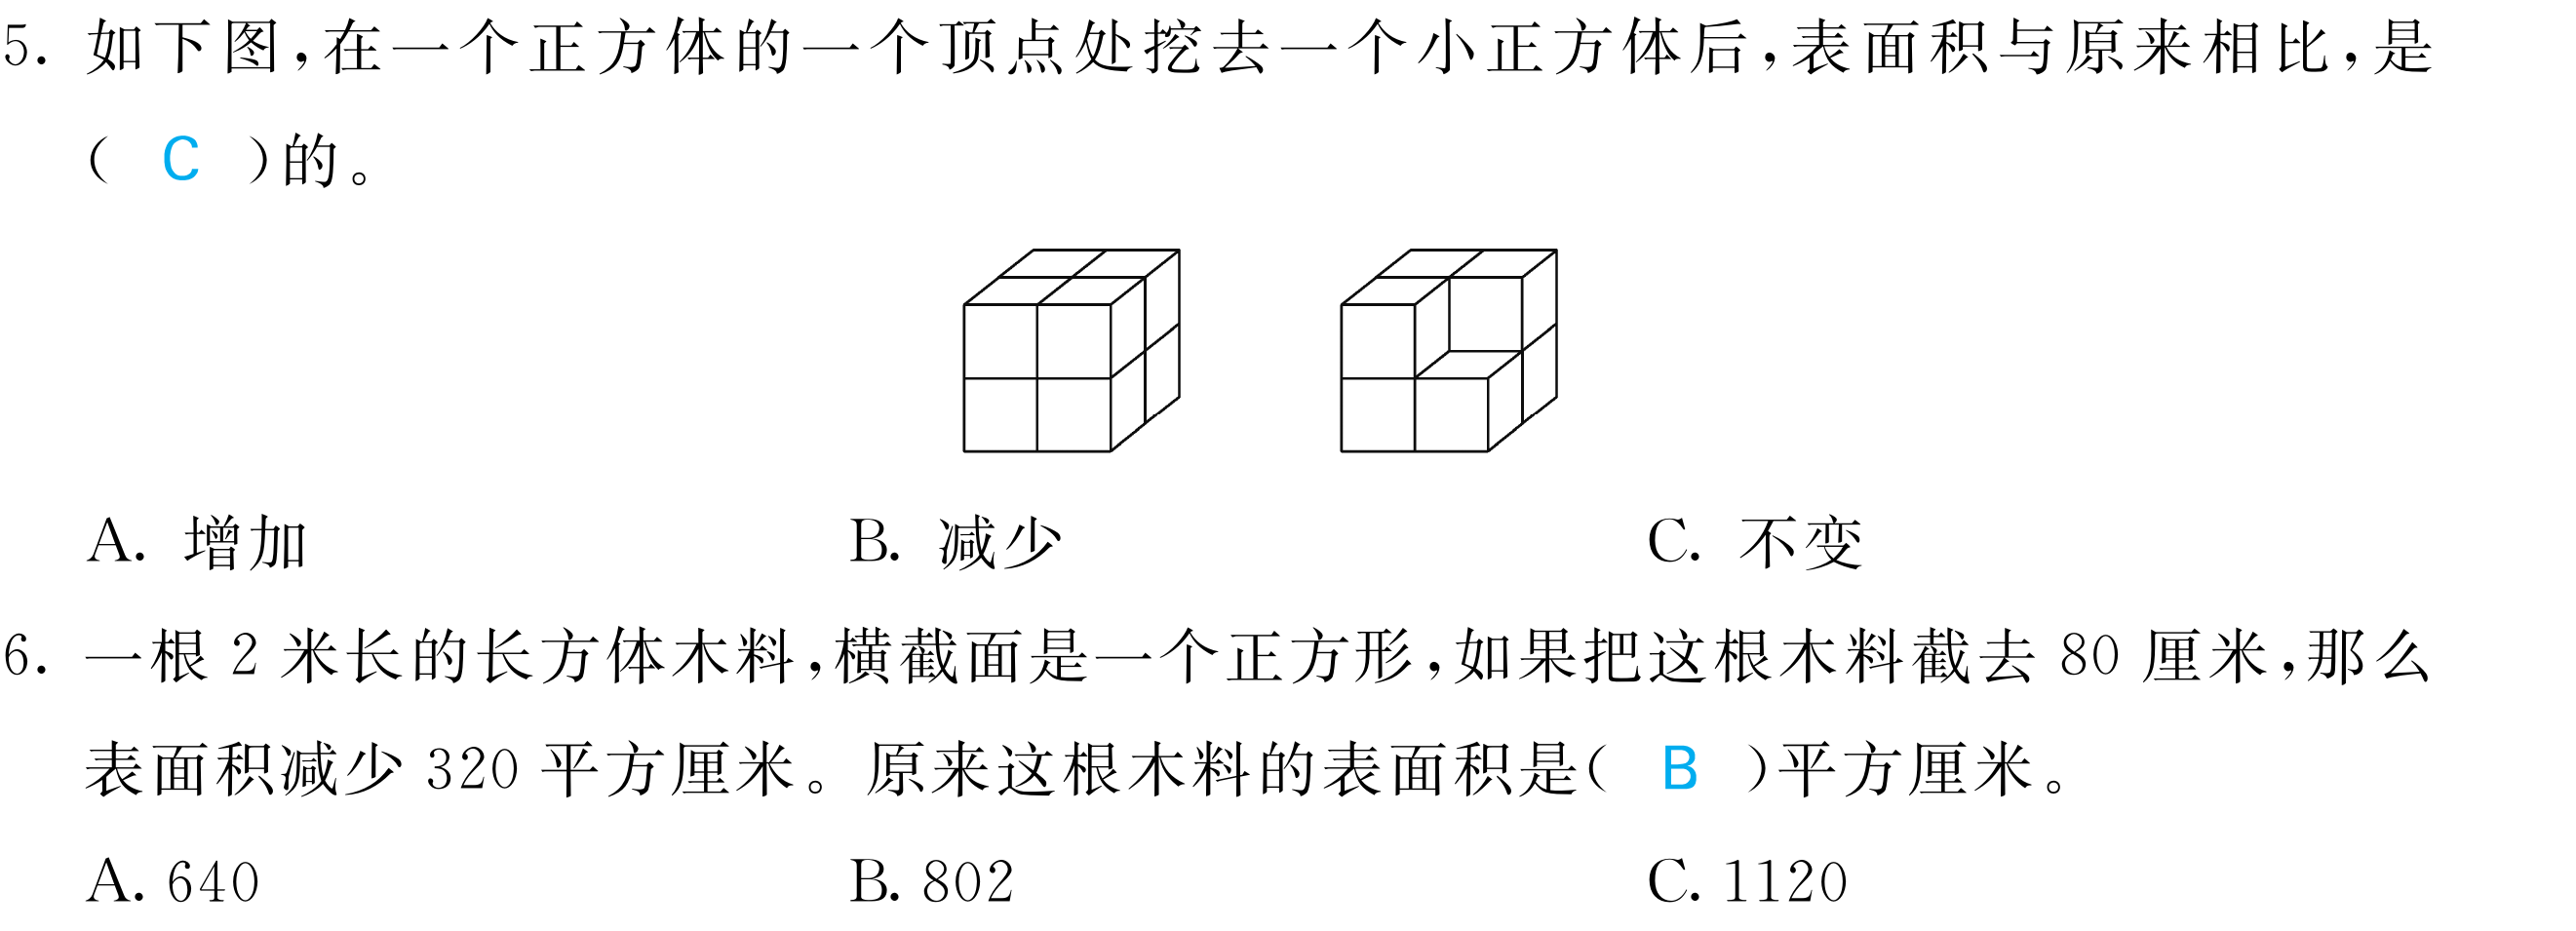 5. 如下图,在一个正方体的一个顶点处挖去一个小正方体后,表面积与原来相比,是
( C )的。
A. 增加 B. 减少 C. 不变
6. 一根 2 米长的长方体木料,横截面是一个正方形,如果把这根木料截去 80 厘米,那么
表面积减少 320 平方厘米。原来这根木料的表面积是( B )平方厘米。
A. 640 B. 802 C. 1120